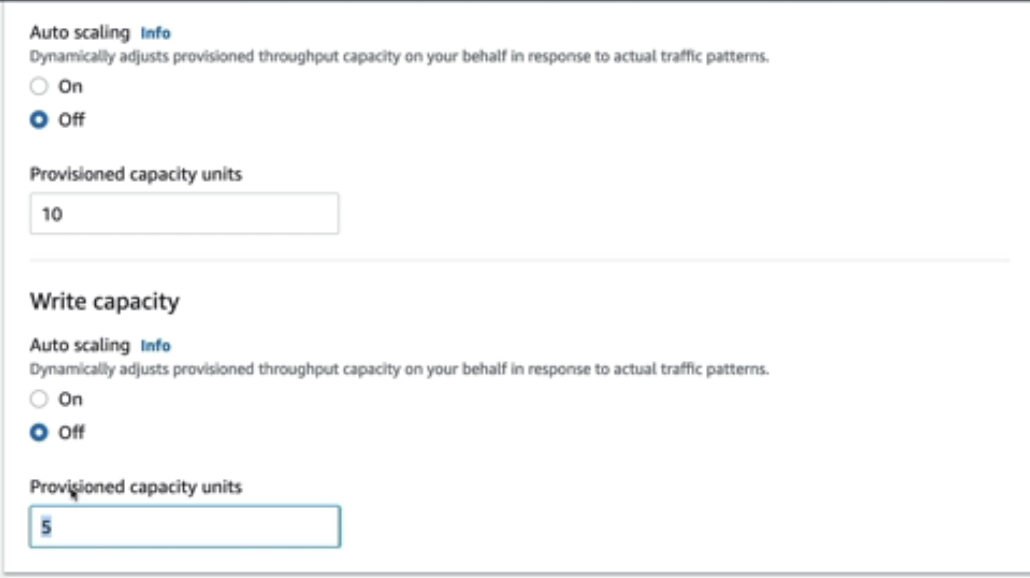 Auto scaling Info
Dynamically adjusts provisioned throughput capacity on your behalf in response to actual traffic patterns.
On
Off
Provisioned capacity units
10
Write capacity
Auto scaling Info
Dynamically adjusts provisioned throughput capacity on your behalf in response to actual traffic patterns.
On
Off
Provisioned capacity units
5